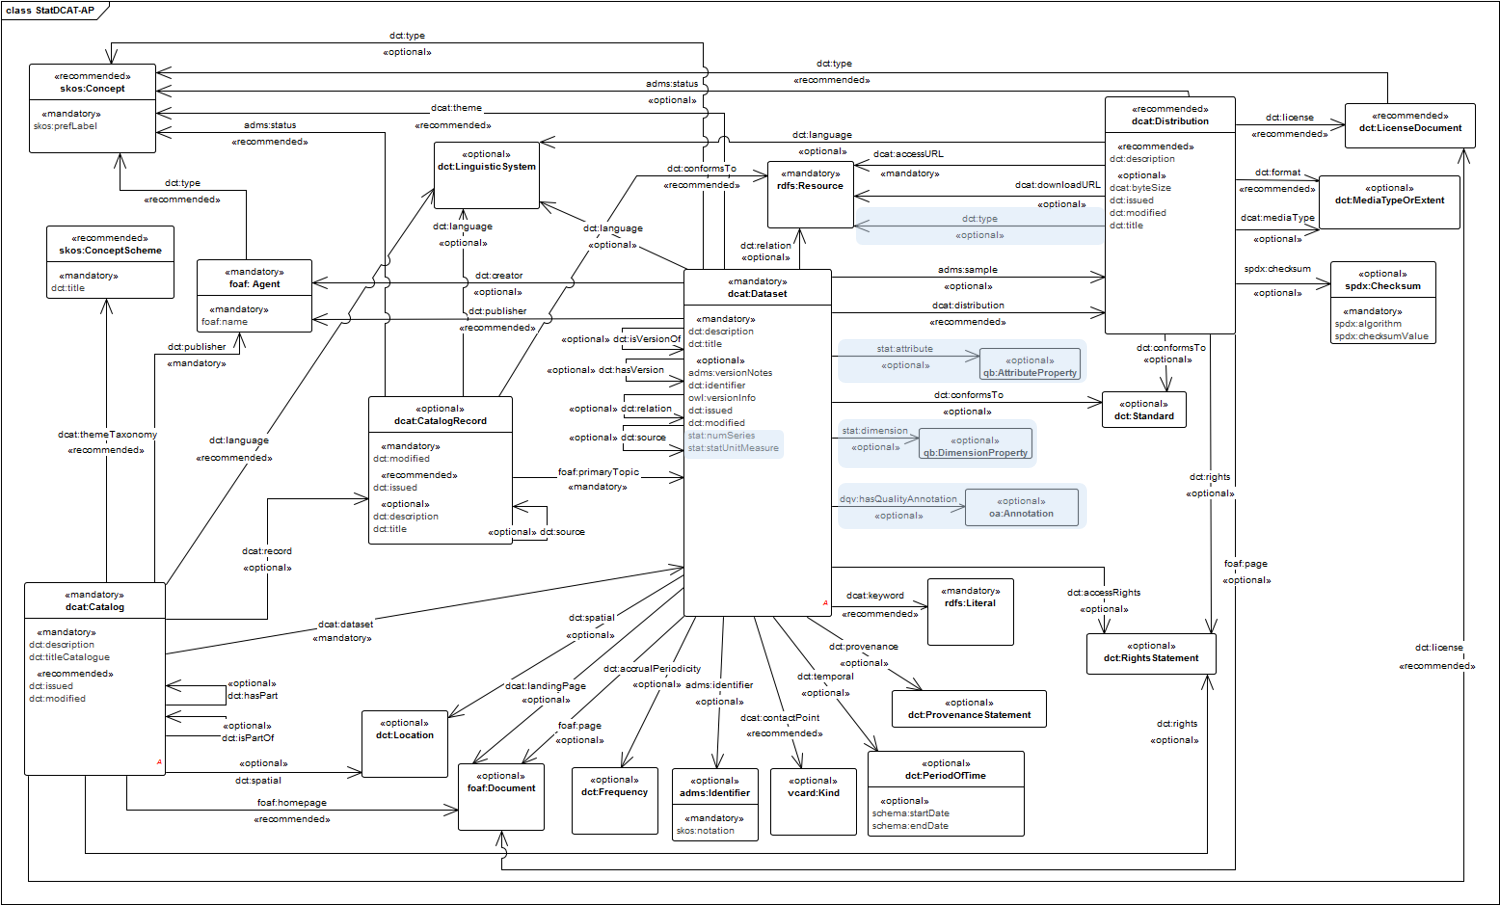 class StatDCAT-AP
dct:type
«optional»
«recommended»
skos:Concept
«mandatory»
skos:prefLabel
dct:type
«recommended»
adms:status
«optional»
dcat:theme
«recommended»
adms:status
«recommended»
«recommended»
dcat:Distribution
«recommended»
dct:description
«optional»
dcat:byteSize
dct:issued
dct:modified
dct:title
dct:license
«recommended»
«recommended»
dct:LicenseDocument
dct:language
«optional»
«optional»
dct:LinguisticSystem
dct:conformsTo
«recommended»
«mandatory»
rdfs:Resource
dcat:accessURL
«mandatory»
dcat:downloadURL
«optional»
dct:type
«optional»
dct:format
«recommended»
dcat:mediaType
«optional»
«optional»
dct:MediaTypeOrExtent
dct:type
«recommended»
«recommended»
skos:ConceptScheme
«mandatory»
dct:title
«mandatory»
foaf: Agent
«mandatory»
foaf:name
dct:language
«optional»
dct:language
«optional»
dct:relation
«optional»
dct:creator
«optional»
dct:publisher
«recommended»
«mandatory»
dcat:Dataset
«mandatory»
dct:description
dct:title
«optional»
adms:versionNotes
dct:identifier
owl:versionInfo
dct:issued
dct:modified
stat:numSeries
stat:statUnitMeasure
A
adms:sample
«optional»
dcat:distribution
«optional»
spdx:checksum
«optional»
«optional»
spdx:Checksum
«mandatory»
spdx:algorithm
spdx:checksumValue
«optional» dct:isVersionOf
«optional» dct:hasVersion
«optional» dct:relation
«optional» dct:source
stat:attribute
«optional»
«optional»
qb:AttributeProperty
dct:conformsTo
«optional»
dct:conformsTo
«optional»
«optional»
dct:Standard
stat:dimension
«optional»
«optional»
qb:DimensionProperty
dqv:hasQualityAnnotation
«optional»
«optional»
oa:Annotation
dct:publisher
«mandatory»
dcat:themeTaxonomy
«recommended»
dct:language
«recommended»
«optional»
dcat:CatalogRecord
«mandatory»
dct:modified
«recommended»
dct:issued
«optional»
dct:description
dct:title
foaf:primaryTopic
«mandatory»
«optional» dct:source
dcat:record
«optional»
dct:rights
«optional»
foaf:page
«optional»
«mandatory»
dcat:Catalog
«mandatory»
dct:description
dct:titleCatalogue
«recommended»
dct:issued
dct:modified
A
«optional»
dct:hasPart
«optional»
dct:isPartOf
dcat:dataset
«mandatory»
dcat:keyword
«recommended»
«mandatory»
rdfs:Literal
dct:accessRights
«optional»
«optional»
dct:RightsStatement
dct:license
«recommended»
dct:spatial
«optional»
dct:landingPage
«optional»
foaf:page
«optional»
dct:accrualPeriodicity
«optional»
adms:identifier
«optional»
dcat:contactPoint
«recommended»
dct:temporal
«optional»
dct:provenance
«optional»
«optional»
dct:ProvenanceStatement
dct:rights
«optional»
«optional»
dct:spatial
«optional»
dct:Location
foaf:homepage
«recommended»
«optional»
foaf:Document
«optional»
dct:Frequency
«optional»
adms:Identifier
«mandatory»
skos:notation
«optional»
vcard:Kind
«optional»
dct:PeriodOfTime
«optional»
schema:startDate
schema:endDate